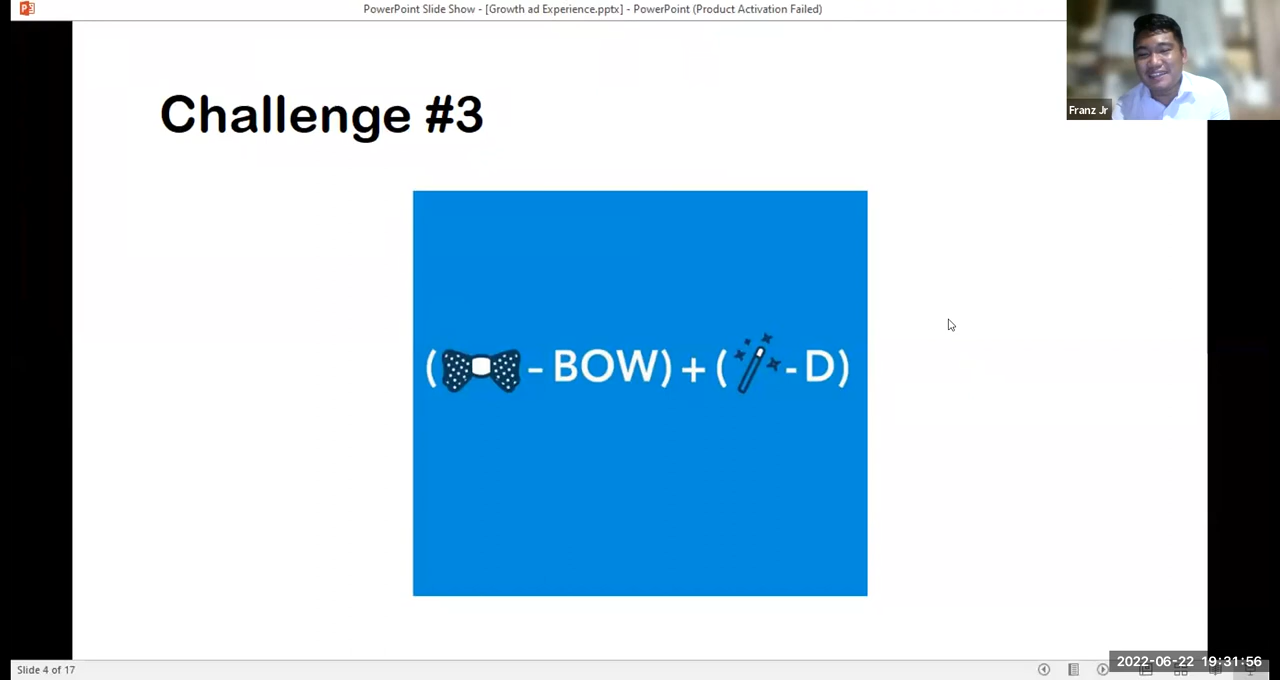 PowerPoint Slide Show - [Growth ad Experience.pptx] - PowerPoint (Product Activation Failed)
Franz Jr
Challenge #3
( - BOW) + ( - D)
Slide 4 of 17
2022-06-22 19:31:56